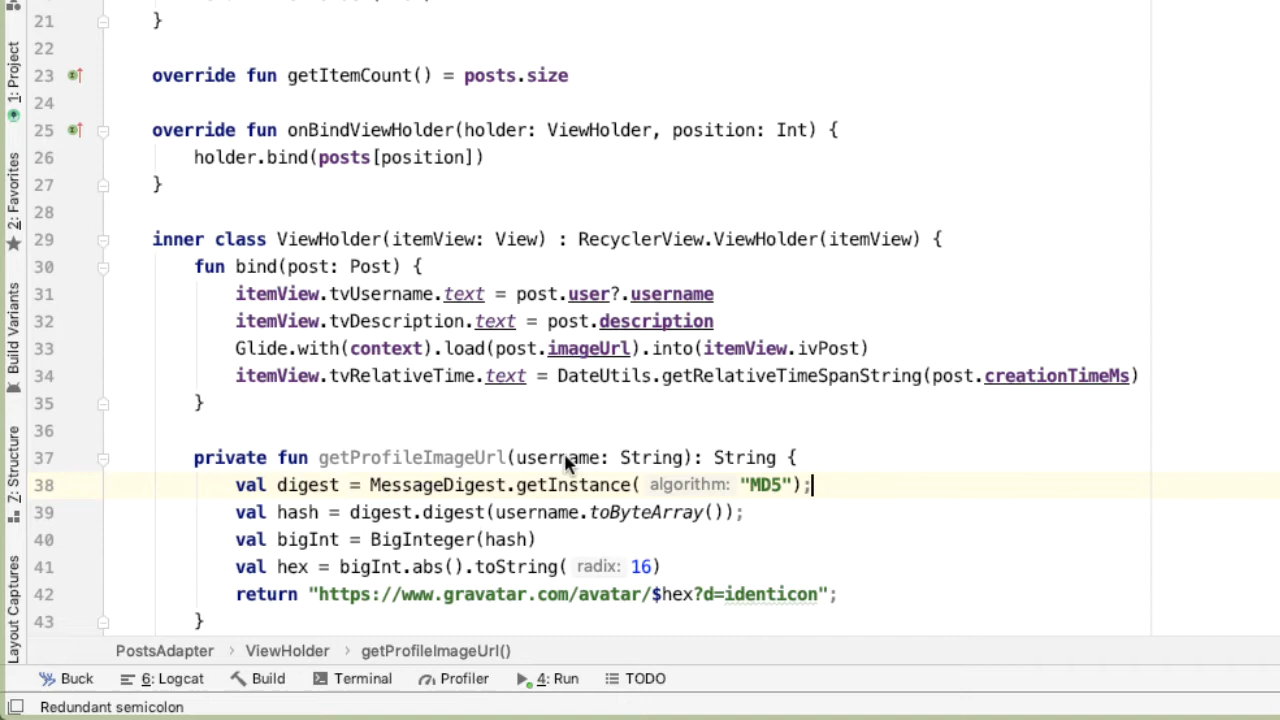 21 }
22
23 override fun getItemCount() = posts.size
24
25 override fun onBindViewHolder(holder: ViewHolder, position: Int) {
26 holder.bind(posts[position])
27 }
28
29 inner class ViewHolder(itemView: View) : RecyclerView.ViewHolder(itemView) {
30 fun bind(post: Post) {
31 itemView.tvUsername.text = post.user?.username
32 itemView.tvDescription.text = post.description
33 Glide.with(context).load(post.imageUrl).into(itemView.ivPost)
34 itemView.tvRelativeTime.text = DateUtils.getRelativeTimeSpanString(post.creationTimeMs)
35 }
36
37 private fun getProfileImageUrl(username: String): String {
38 val digest = MessageDigest.getInstance( algorithm: "MD5");
39 val hash = digest.digest(username.toByteArray());
40 val bigInt = BigInteger(hash)
41 val hex = bigInt.abs().toString( radix: 16)
42 return "https://www.gravatar.com/avatar/$hex?d=identicon";
43 }
1: Project
2: Favorites
Build Variants
Z: Structure
Layout Captures
PostsAdapter › ViewHolder › getProfileImageUrl()
Buck 6: Logcat Build Terminal Profiler 4: Run TODO
Redundant semicolon